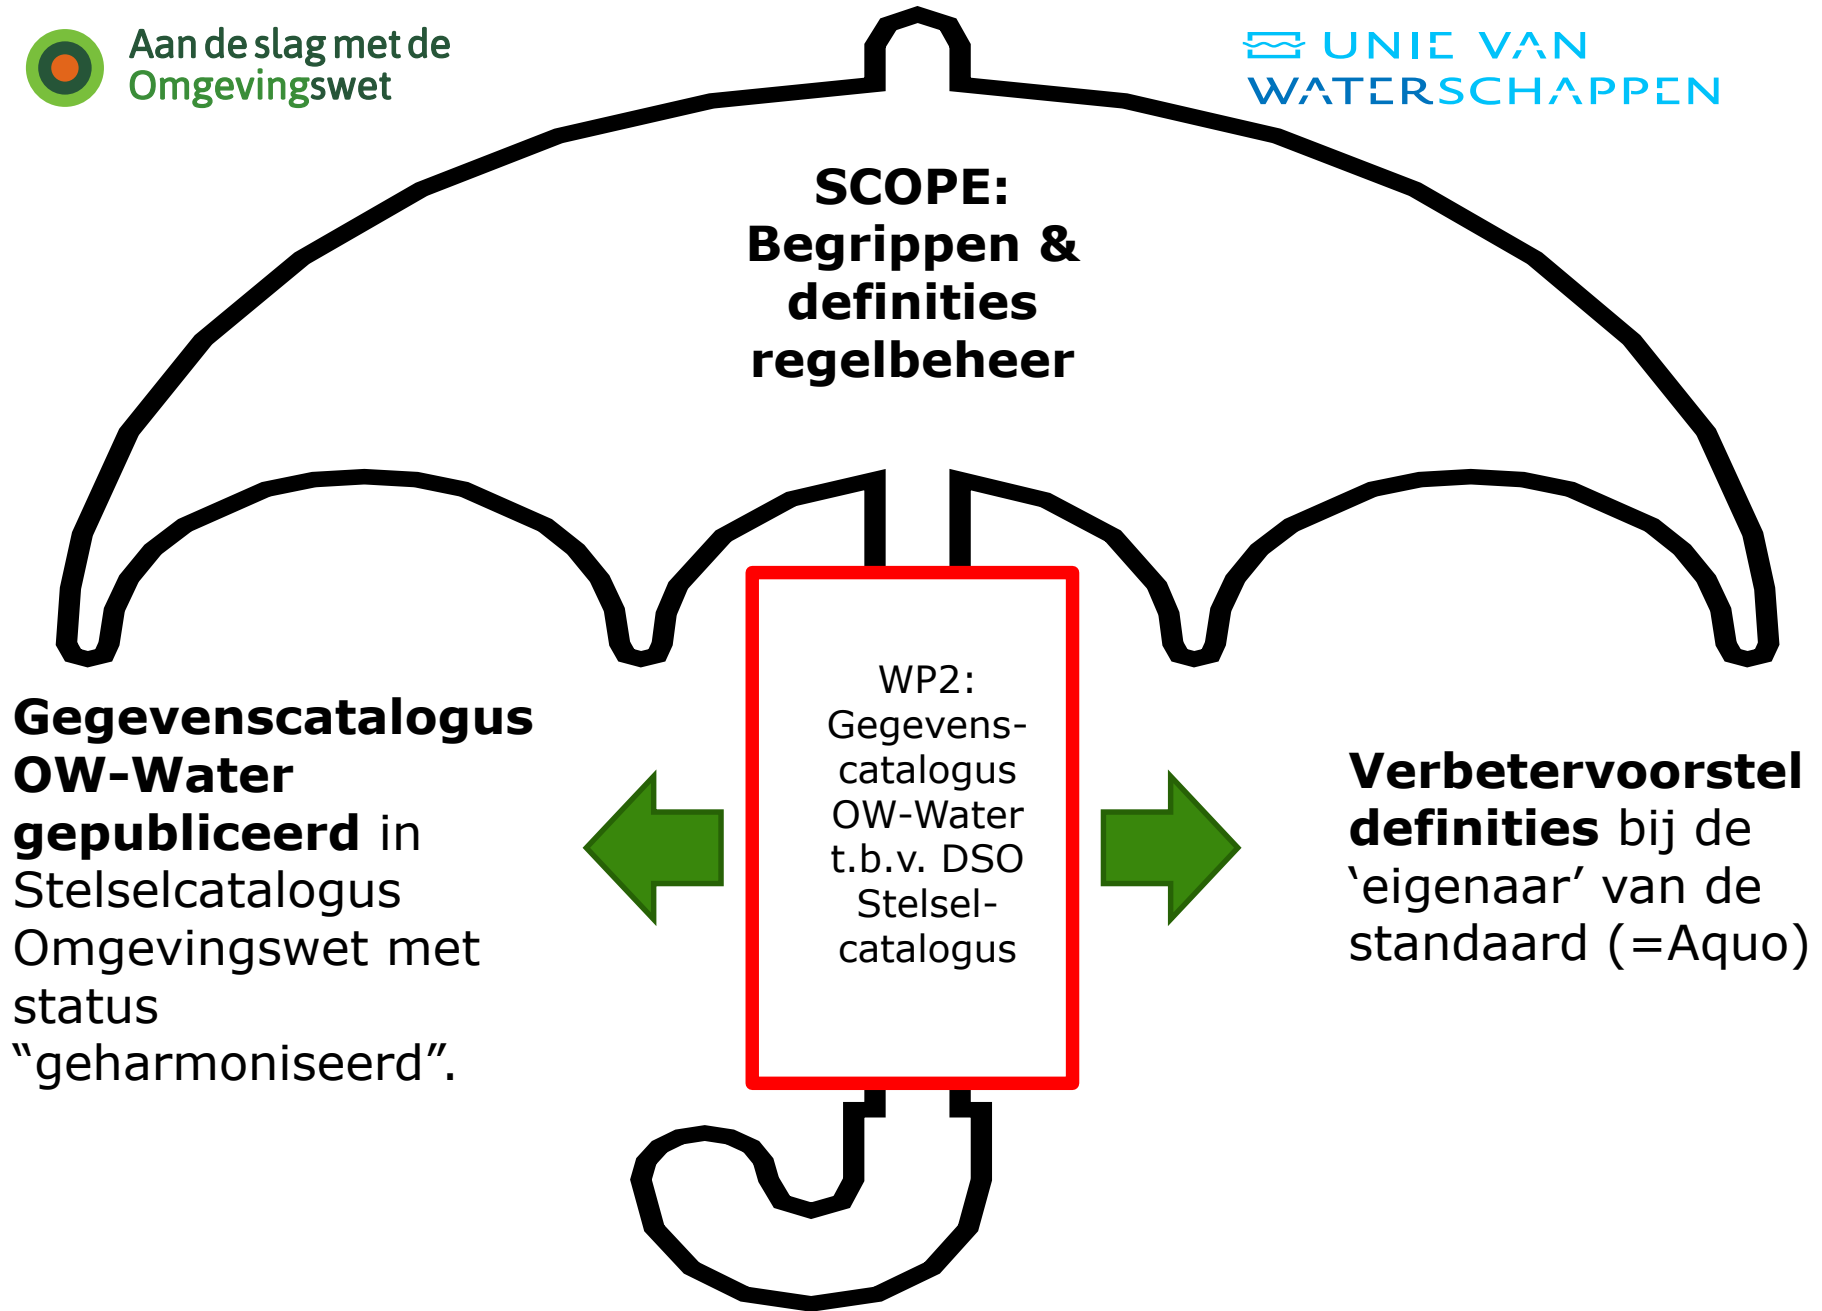 Aan de slag met de
Omgevingswet
UNIE VAN
WATERSCHAPPEN
SCOPE:
Begrippen &
definities
regelbeheer
WP2:
Gegevens-
catalogus
OW-Water
t.b.v. DSO
Stelsel-
catalogus
Gegevenscatalogus
OW-Water
gepubliceerd in
Stelselcatalogus
Omgevingswet met
status
“geharmoniseerd”.
Verbetervoorstel
definities bij de
‘eigenaar’ van de
standaard (=Aquo)